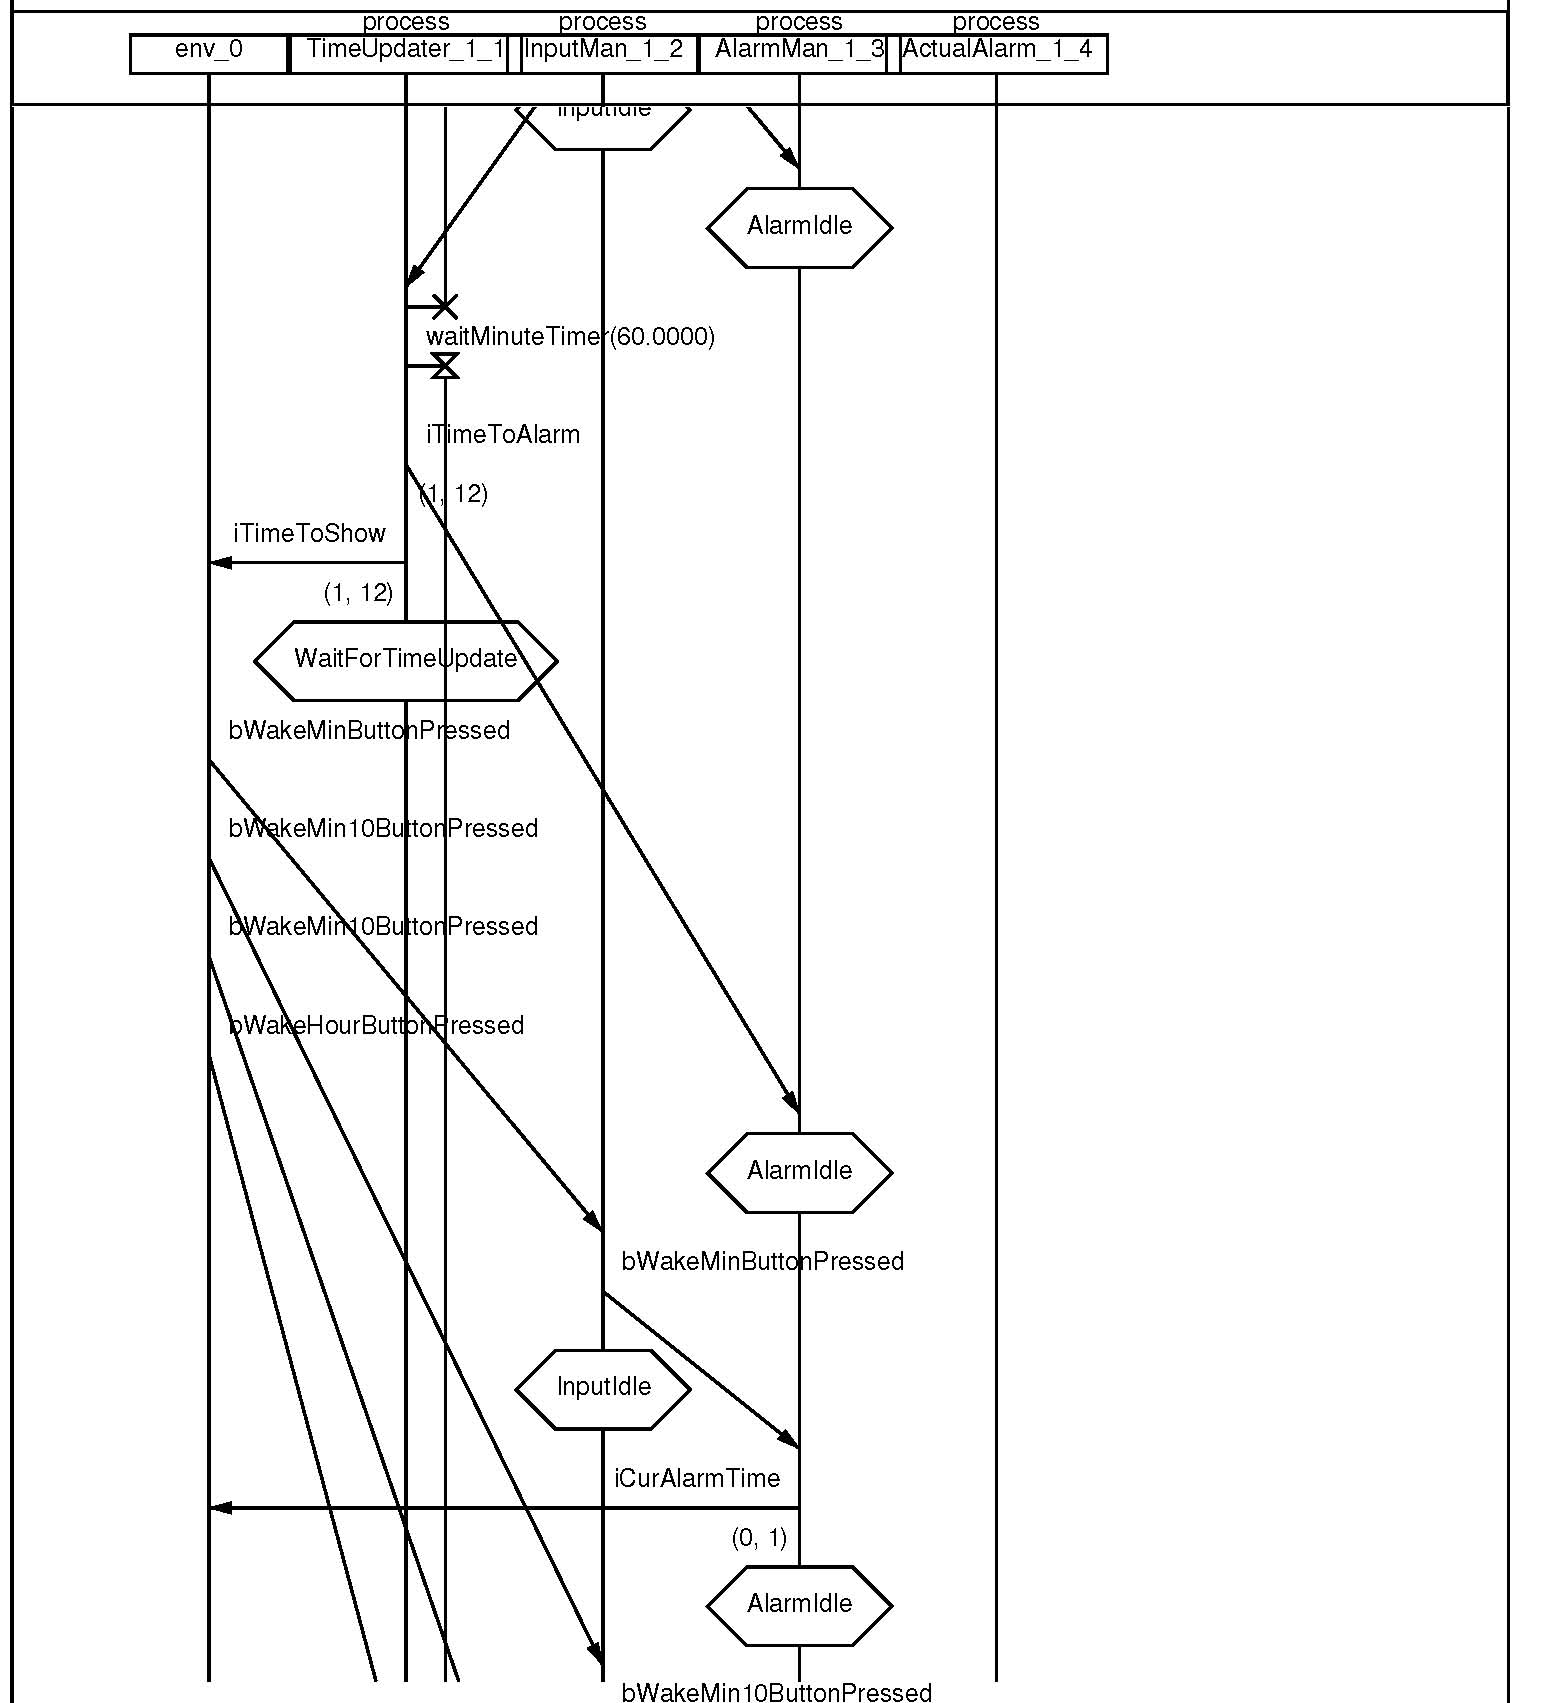 process process process process
env_0 TimeUpdater_1_1 InputMan_1_2 AlarmMan_1_3 ActualAlarm_1_4
InputIdle
AlarmIdle
waitMinuteTimer(60.0000)
iTimeToAlarm
(1, 12)
iTimeToShow
(1, 12)
WaitForTimeUpdate
bWakeMinButtonPressed
bWakeMin10ButtonPressed
bWakeMin10ButtonPressed
bWakeHourButtonPressed
AlarmIdle
bWakeMinButtonPressed
InputIdle
iCurAlarmTime
(0, 1)
AlarmIdle
bWakeMin10ButtonPressed